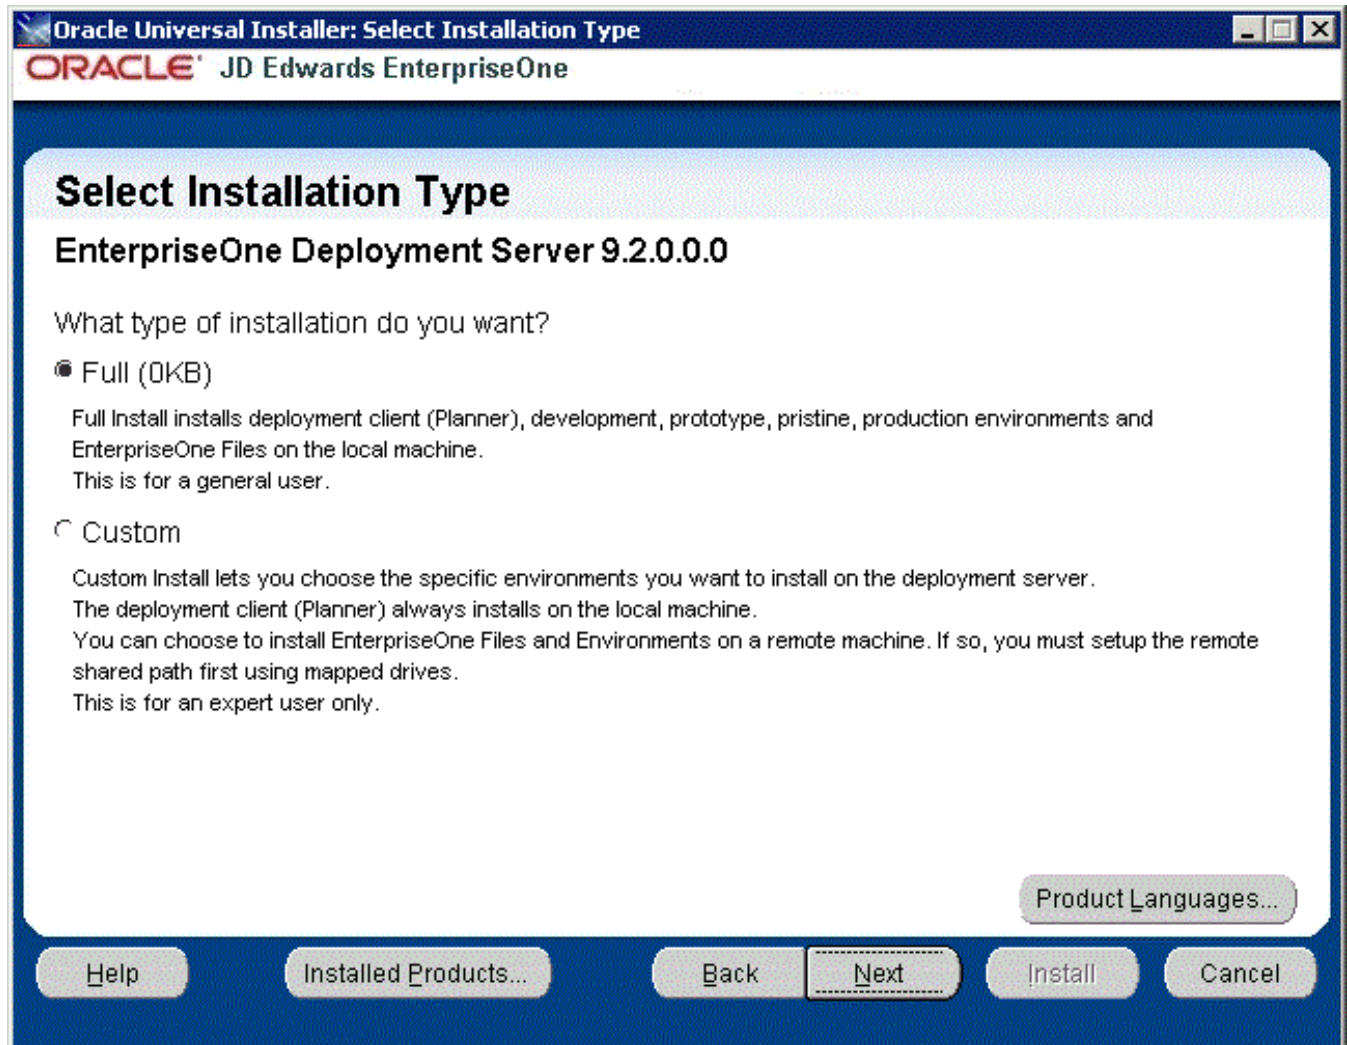 Oracle Universal Installer: Select Installation Type
ORACLE' JD Edwards EnterpriseOne
Select Installation Type
EnterpriseOne Deployment Server 9.2.0.0.0
What type of installation do you want?
Full (0KB)
Full Install installs deployment client (Planner), development, prototype, pristine, production environments and
EnterpriseOne Files on the local machine.
This is for a general user.
Custom
Custom Install lets you choose the specific environments you want to install on the deployment server.
The deployment client (Planner) always installs on the local machine.
You can choose to install EnterpriseOne Files and Environments on a remote machine. If so, you must setup the remote
shared path first using mapped drives.
This is for an expert user only.
Product Languages...
Help Installed Products... Back Next Install Cancel